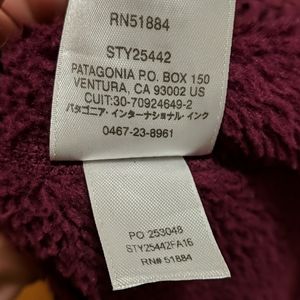 RN51884
STY25442
PATAGONIA P.O. BOX 150
VENTURA, CA 93002 US
CUIT:30-70924649-2
パタゴニア・インターナショナル・インク
0467-23-8961
PO 253048
STY25442FA16
RN# 51884